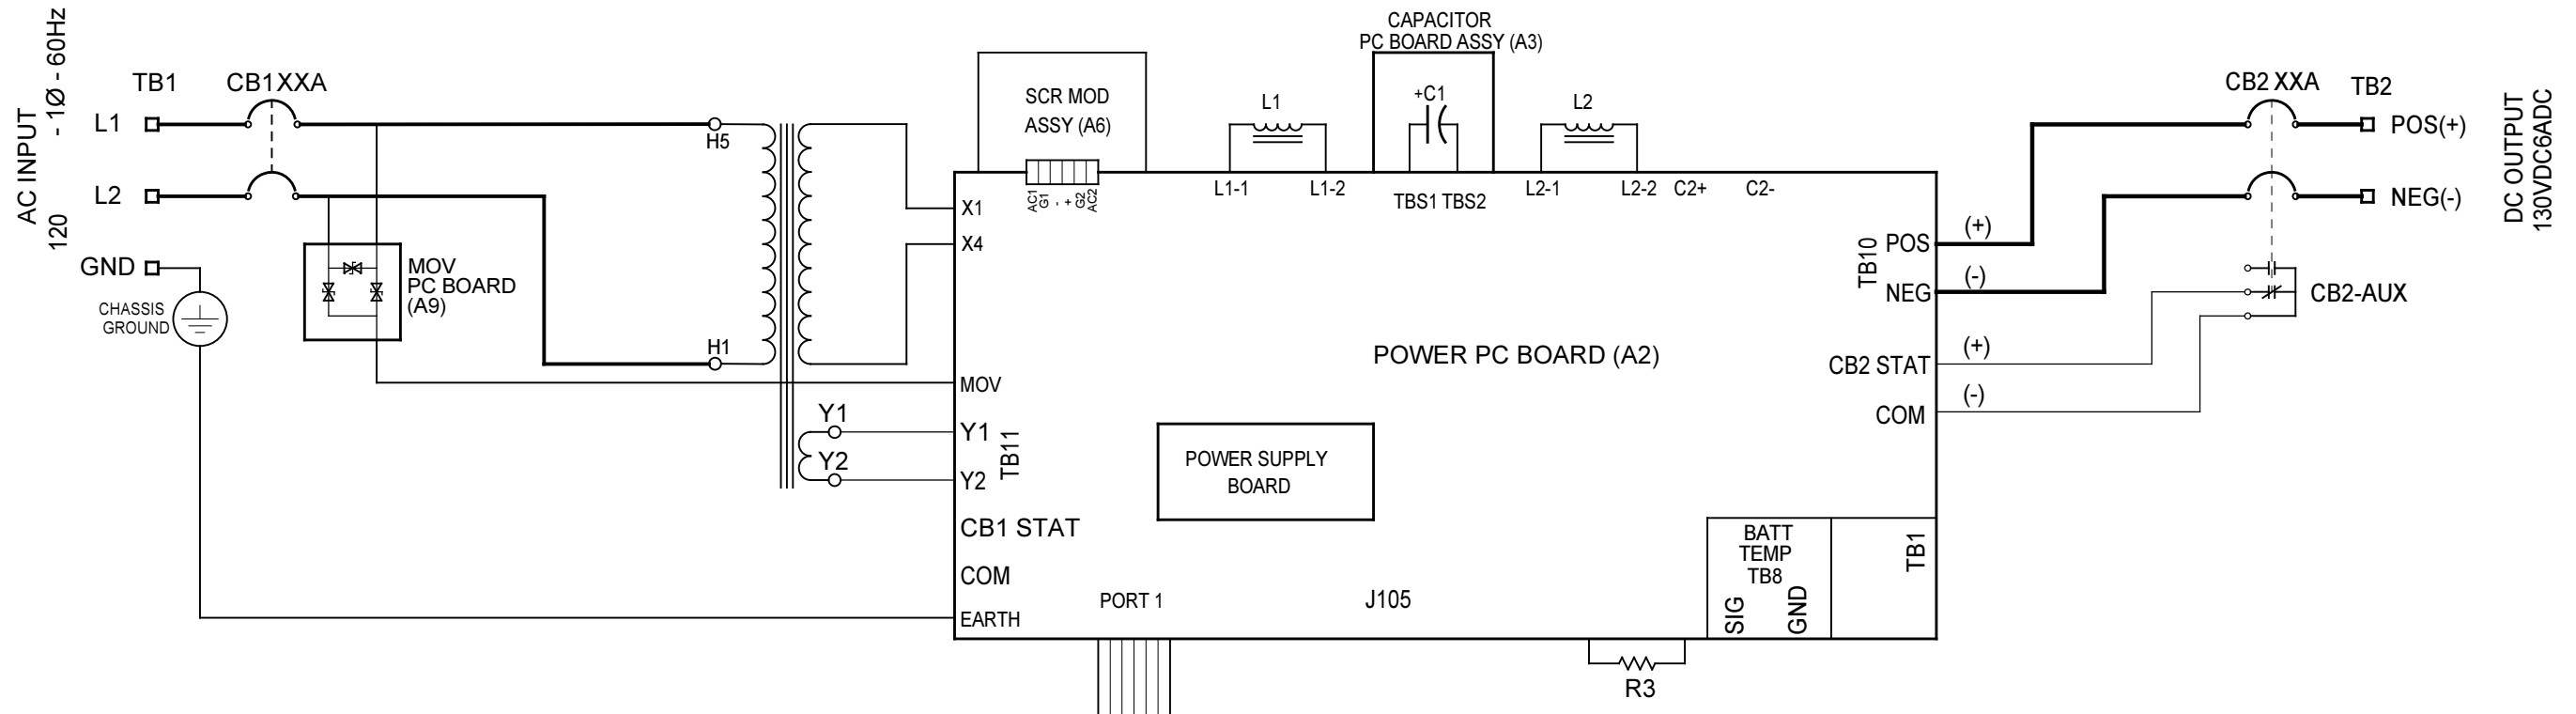 AC INPUT
120 - 1Ø - 60Hz
TB1
CB1XXA
L1
L2
GND
CHASSIS
GROUND
MOV
PC BOARD
(A9)
H5
H1
Y1
Y2
SCR MOD
ASSY (A6)
AC1
G1
-
+
G2
AC2
L1
L1-1
L1-2
CAPACITOR
PC BOARD ASSY (A3)
+C1
TBS1 TBS2
L2
L2-1
L2-2
C2+
C2-
X1
X4
MOV
Y1
Y2
TB11
CB1 STAT
COM
EARTH
POWER PC BOARD (A2)
POWER SUPPLY
BOARD
PORT 1
J105
BATT
TEMP
TB8
SIG
GND
TB1
R3
TB10
POS
NEG
CB2 STAT
COM
(+)
(-)
(+)
(-)
CB2 XXA
TB2
POS(+)
NEG(-)
CB2-AUX
DC OUTPUT
130VDC6ADC